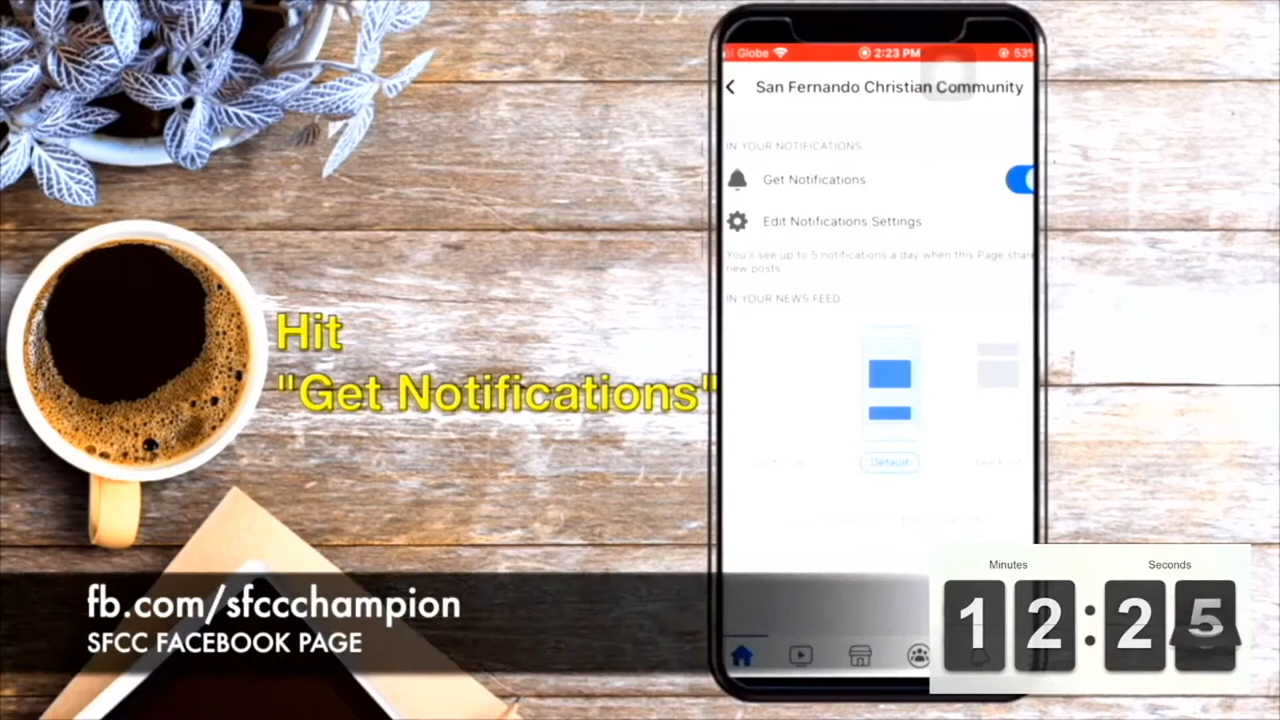 Globe
2:23 PM
53%
San Fernando Christian Community
IN YOUR NOTIFICATIONS
Get Notifications
Edit Notifications Settings
You'll see up to 5 notifications a day when this Page share
new posts
IN YOUR NEWS FEED
Default
Hit
"Get Notifications"
fb.com/sfccchampion
SFCC FACEBOOK PAGE
Minutes Seconds
12:25